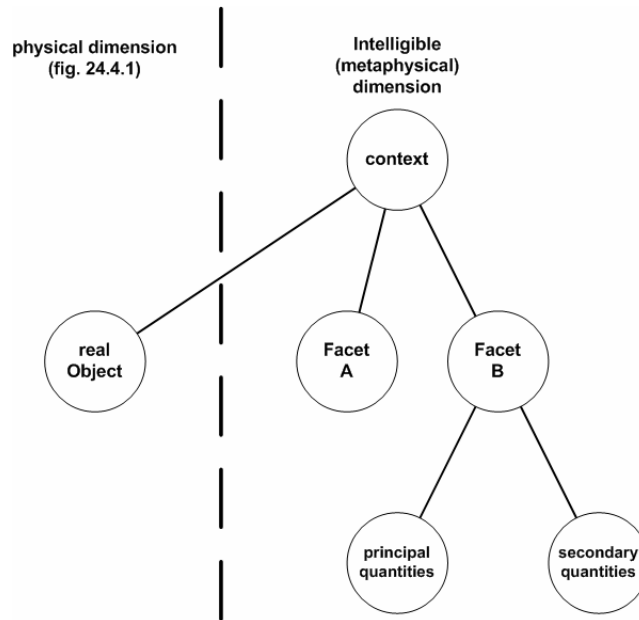 physical dimension
(fig. 24.4.1)
Intelligible
(metaphysical)
dimension
context
real
Object
Facet
A
Facet
B
principal
quantities
secondary
quantities